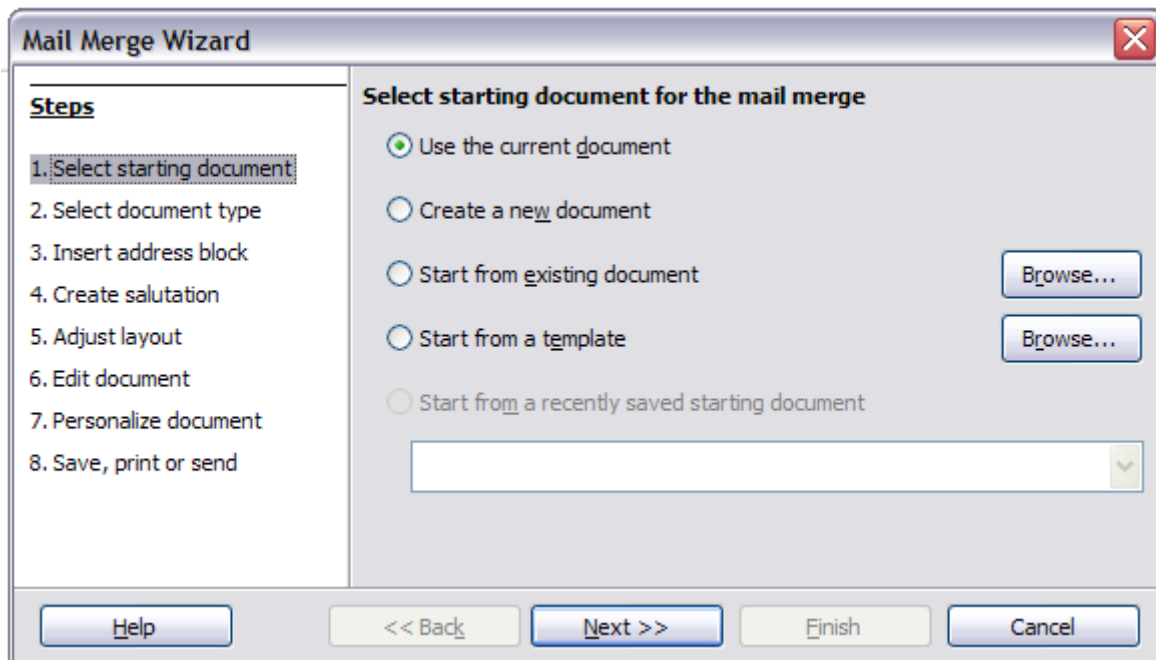 Mail Merge Wizard
Steps
1. Select starting document
2. Select document type
3. Insert address block
4. Create salutation
5. Adjust layout
6. Edit document
7. Personalize document
8. Save, print or send
Select starting document for the mail merge
Use the current document
Create a new document
Start from existing document
Browse...
Start from a template
Browse...
Start from a recently saved starting document
Help
<< Back
Next >>
Finish
Cancel